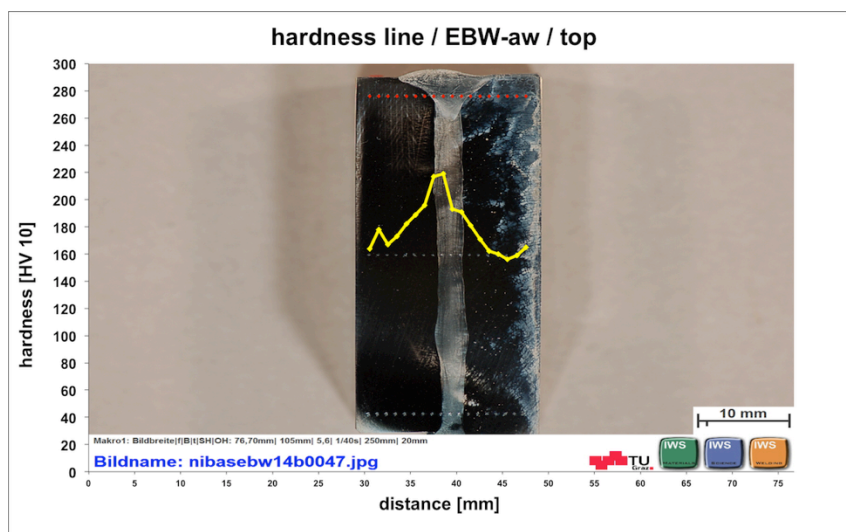 hardness line / EBW-aw / top
hardness [HV 10]
300
280
260
240
220
200
180
160
140
120
100
80
60
40
20
0
10 mm
Makro1: Bildbreite|f|B|t|SH|OH: 76,70mm| 105mm| 5,6| 1/40s| 250mm| 20mm
Bildname: nibasebw14b0047.jpg
TU
Graz
IWS
IWS
IWS
WELDING
0 5 10 15 20 25 30 35 40 45 50 55 60 65 70 75
distance [mm]